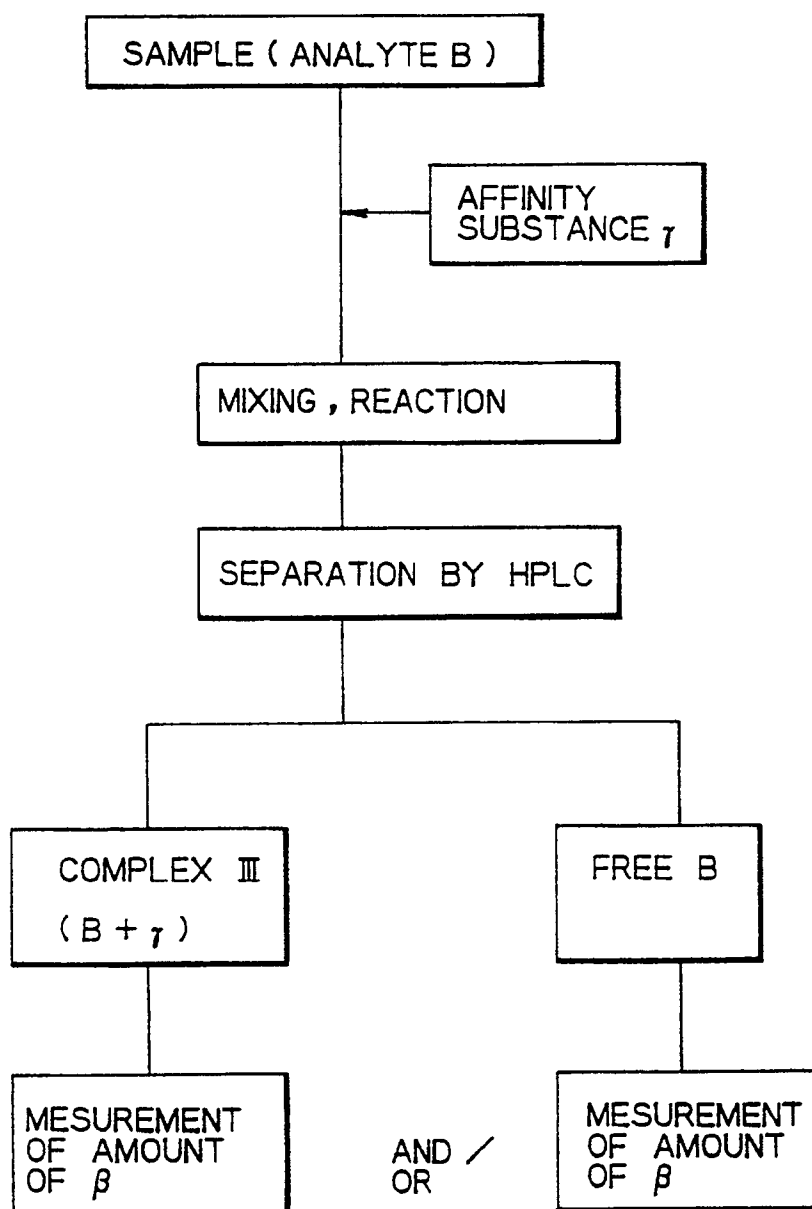 SAMPLE ( ANALYTE B )
AFFINITY
SUBSTANCE γ
MIXING , REACTION
SEPARATION BY HPLC
COMPLEX Ⅲ
( B + γ )
FREE B
MESUREMENT
OF AMOUNT
OF β
AND /
OR
MESUREMENT
OF AMOUNT
OF β